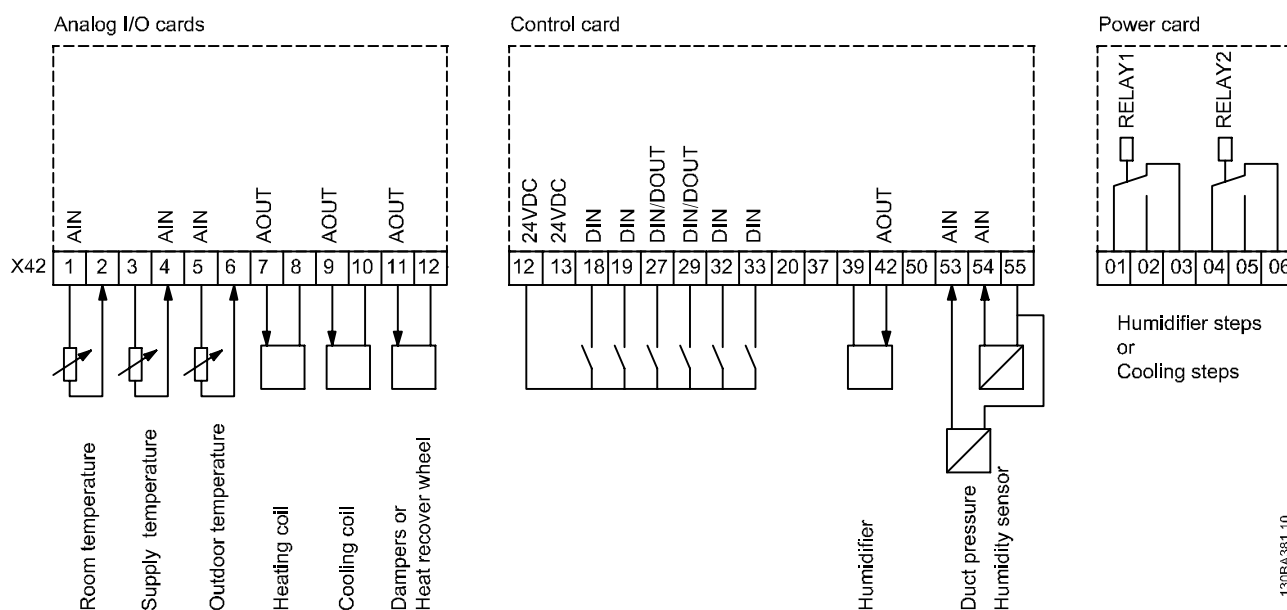 Analog I/O cards
Control card
Power card
RELAY1
RELAY2
AIN
AIN
AIN
AOUT
AOUT
AOUT
24VDC
24VDC
DIN
DIN
DIN/DOUT
DIN/DOUT
DIN
DIN
AOUT
AIN
AIN
X42 1 2 3 4 5 6 7 8 9 10 11 12
12 13 18 19 27 29 32 33 20 37 39 42 50 53 54 55
01 02 03 04 05 06
Humidifier steps
or
Cooling steps
Room temperature
Supply temperature
Outdoor temperature
Heating coil
Cooling coil
Dampers or
Heat recover wheel
Humidifier
Duct pressure
Humidity sensor
130BA381.10